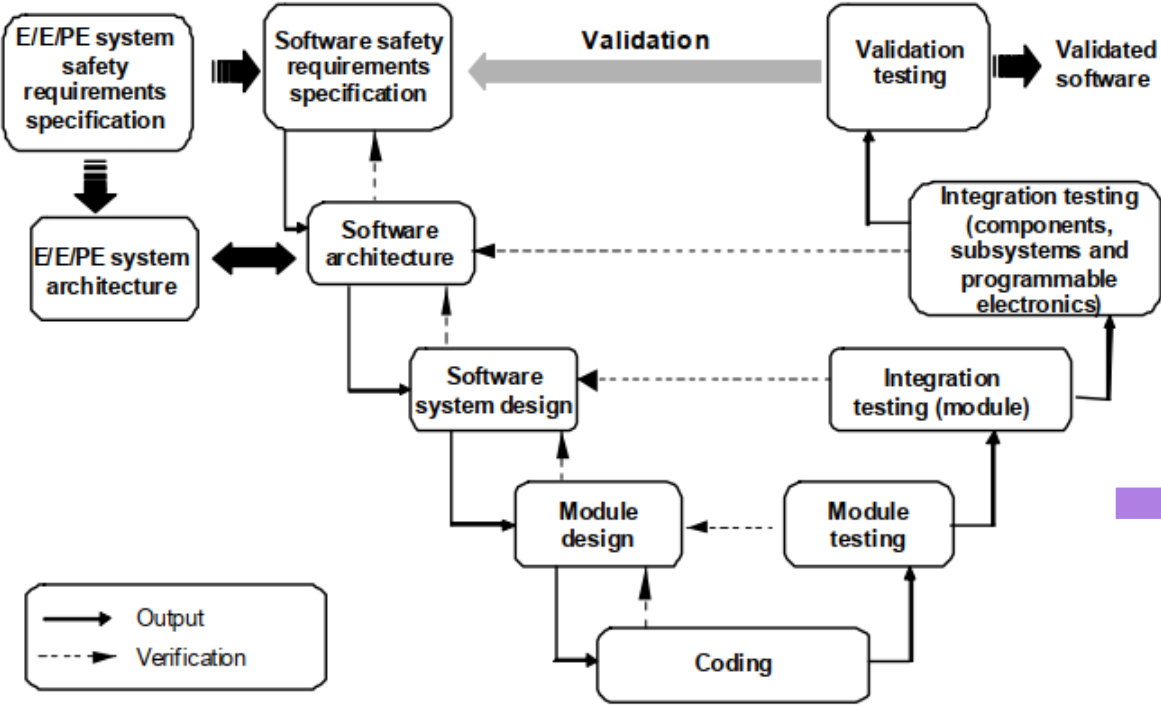 E/E/PE system
safety
requirements
specification
Software safety
requirements
specification
Validation
Validation
testing
Validated
software
E/E/PE system
architecture
Software
architecture
Integration testing
(components,
subsystems and
programmable
electronics)
Software
system design
Integration
testing (module)
Module
design
Module
testing
Coding
Output
Verification